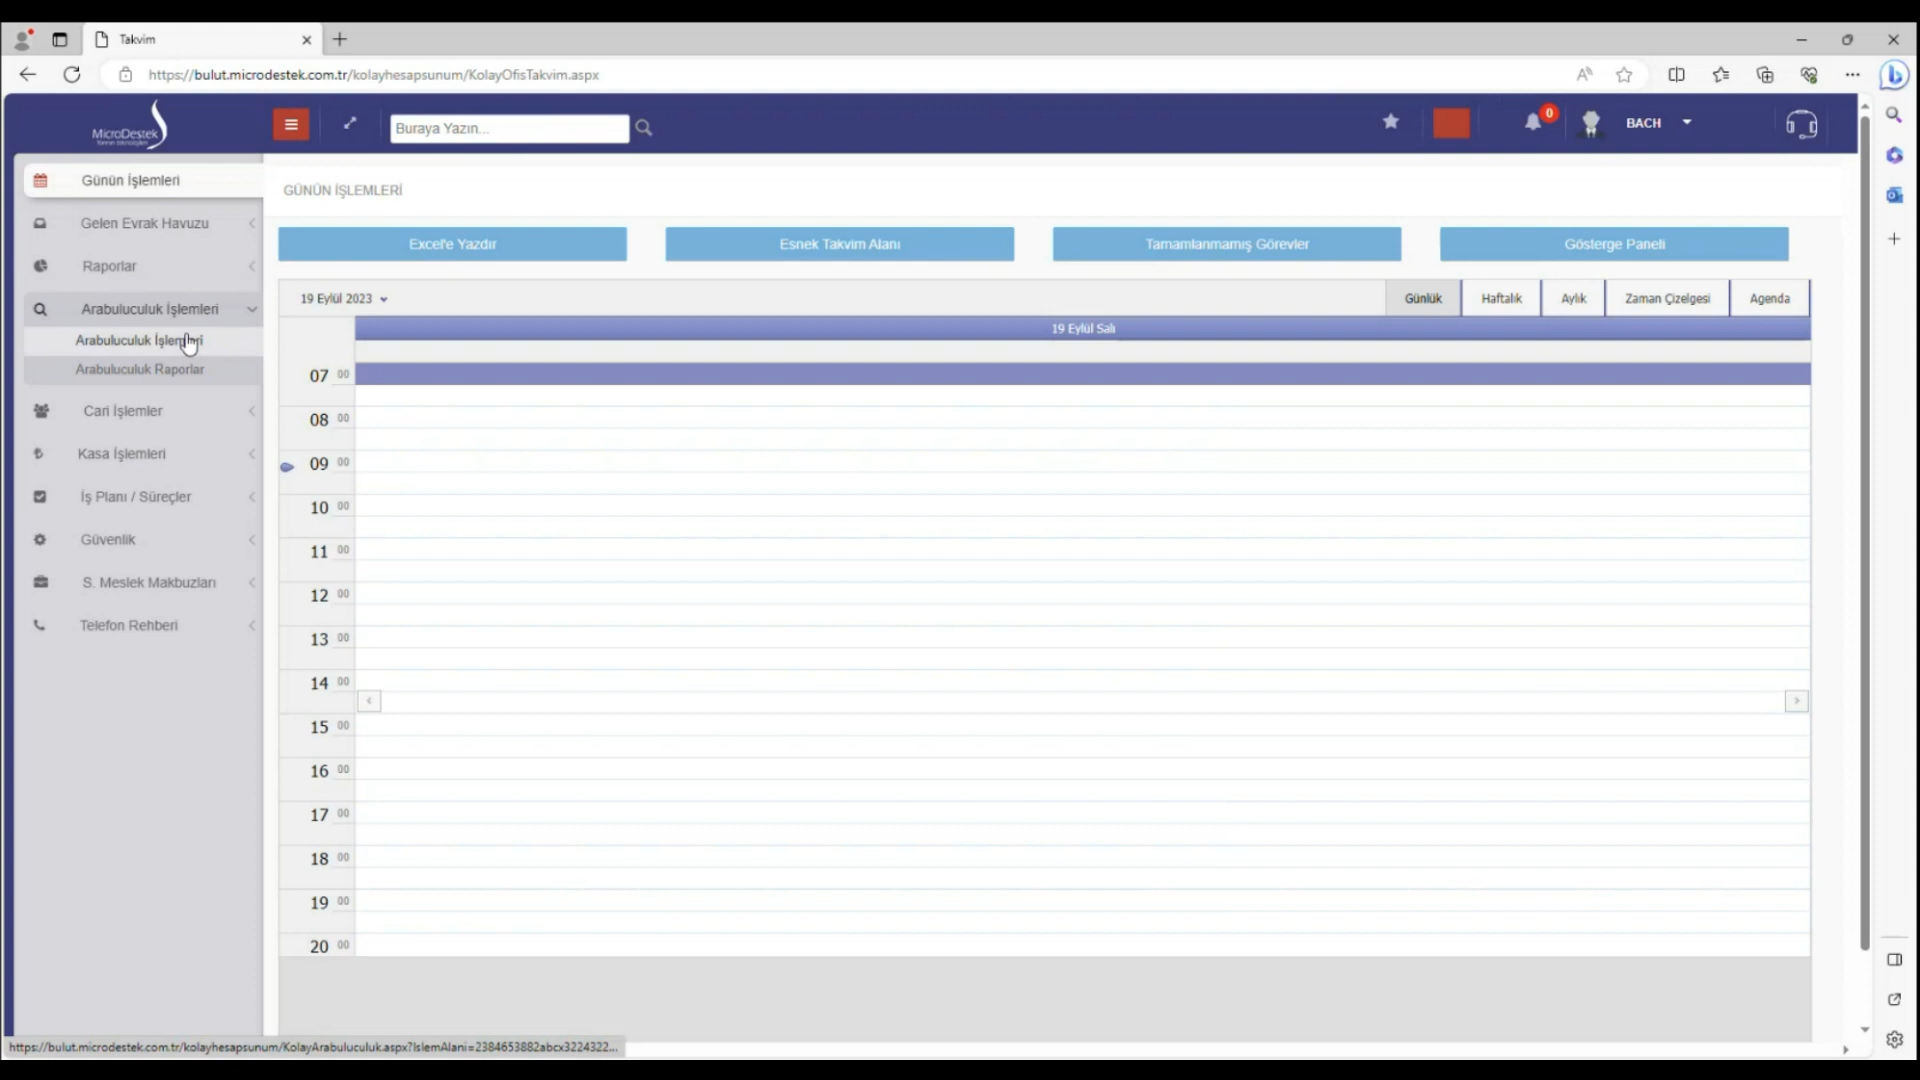 Takvim
https://bulut.microdestek.com.tr/kolayhesapsunum/KolayOfisTakvim.aspx
MicroDestek
Buraya Yazın...
0
BACH
Günün İşlemleri
Gelen Evrak Havuzu
Raporlar
Arabuluculuk İşlemleri
Arabuluculuk İşlemleri
Arabuluculuk Raporlar
Cari İşlemler
Kasa İşlemleri
İş Planı / Süreçler
Güvenlik
S. Meslek Makbuzları
Telefon Rehberi
GÜNÜN İŞLEMLERİ
Excel'e Yazdır
Esnek Takvim Alanı
Tamamlanmamış Görevler
Gösterge Paneli
19 Eylül 2023
Günlük
Haftalık
Aylık
Zaman Çizelgesi
Agenda
19 Eylül Salı
07 00
08 00
09 00
10 00
11 00
12 00
13 00
14 00
15 00
16 00
17 00
18 00
19 00
20 00
https://bulut.microdestek.com.tr/kolayhesapsunum/KolayArabuluculuk.aspx?IslemAlani=2384653882abcx3224322...